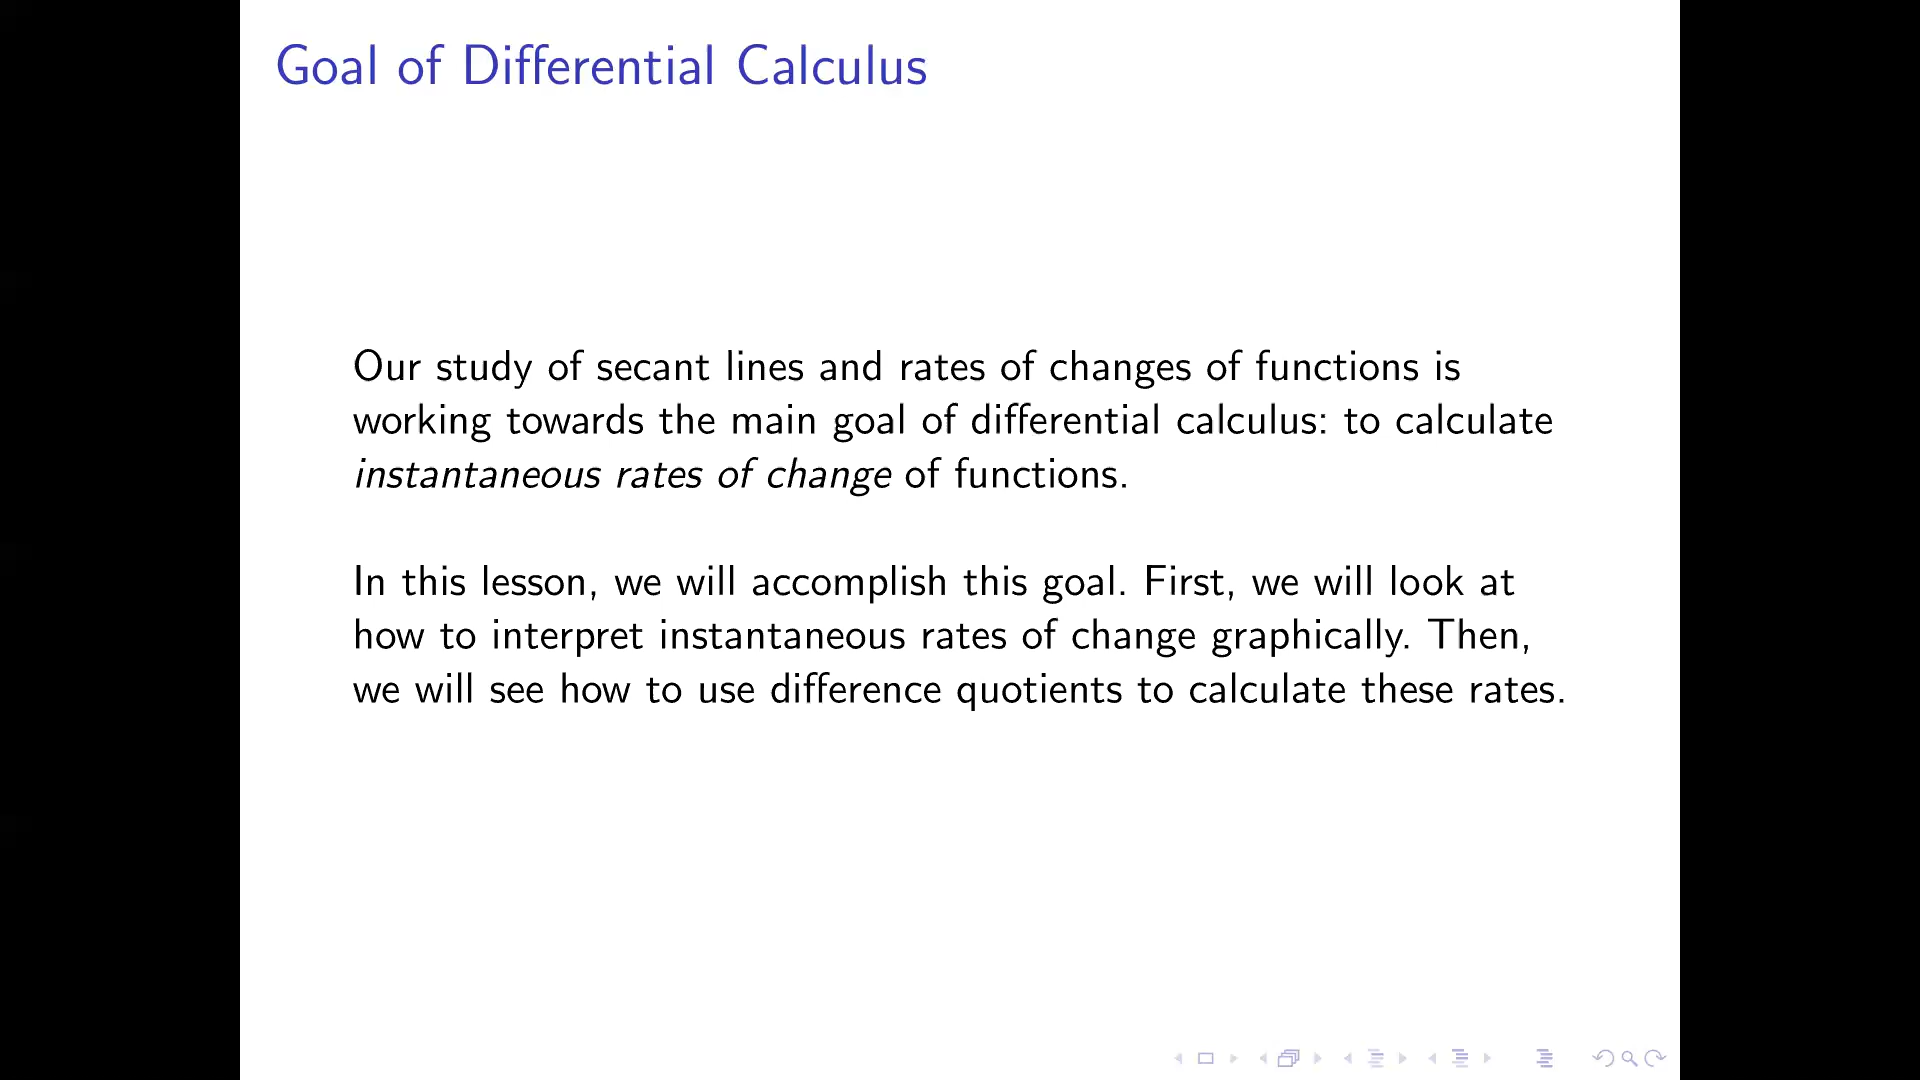 Goal of Differential Calculus
Our study of secant lines and rates of changes of functions is
working towards the main goal of differential calculus: to calculate
instantaneous rates of change of functions.
In this lesson, we will accomplish this goal. First, we will look at
how to interpret instantaneous rates of change graphically. Then,
we will see how to use difference quotients to calculate these rates.